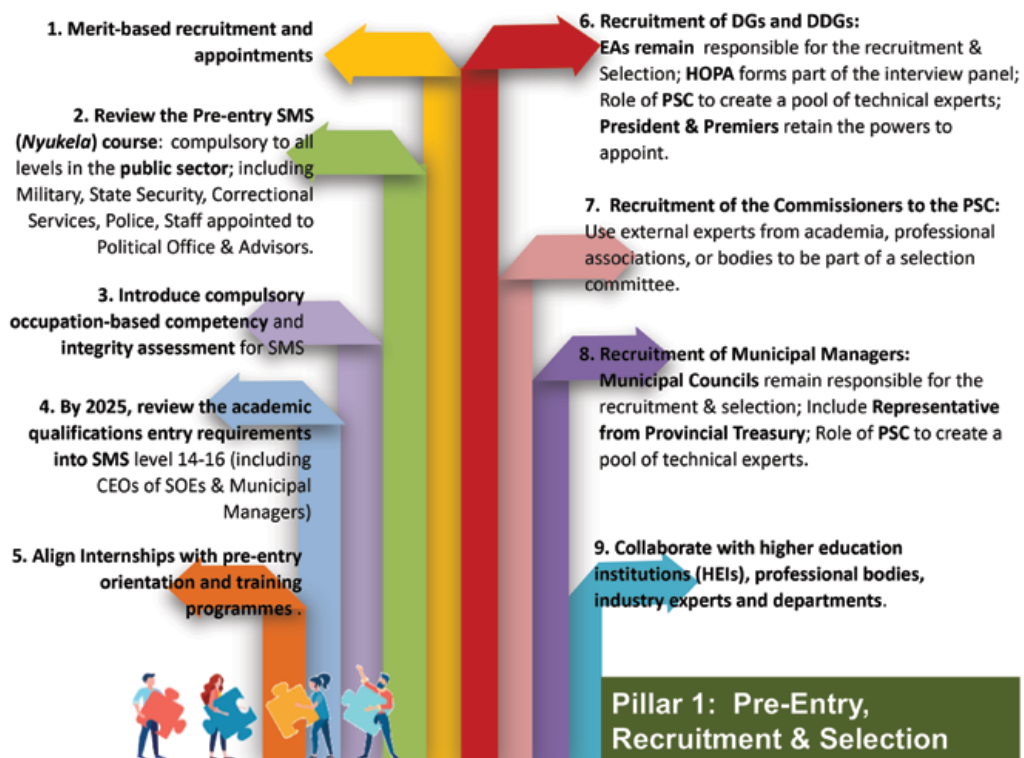 1. Merit-based recruitment and
appointments
2. Review the Pre-entry SMS
(Nyukela) course: compulsory to all
levels in the public sector; including
Military, State Security, Correctional
Services, Police, Staff appointed to
Political Office & Advisors.
3. Introduce compulsory
occupation-based competency and
integrity assessment for SMS
4. By 2025, review the academic
qualifications entry requirements
into SMS level 14-16 (including
CEOs of SOEs & Municipal
Managers)
5. Align Internships with pre-entry
orientation and training
programmes .
6. Recruitment of DGs and DDGs:
EAs remain responsible for the recruitment &
Selection; HOPA forms part of the interview panel;
Role of PSC to create a pool of technical experts;
President & Premiers retain the powers to
appoint.
7. Recruitment of the Commissioners to the PSC:
Use external experts from academia, professional
associations, or bodies to be part of a selection
committee.
8. Recruitment of Municipal Managers:
Municipal Councils remain responsible for the
recruitment & selection; Include Representative
from Provincial Treasury; Role of PSC to create a
pool of technical experts.
9. Collaborate with higher education
institutions (HEIs), professional bodies,
industry experts and departments.
Pillar 1: Pre-Entry,
Recruitment & Selection